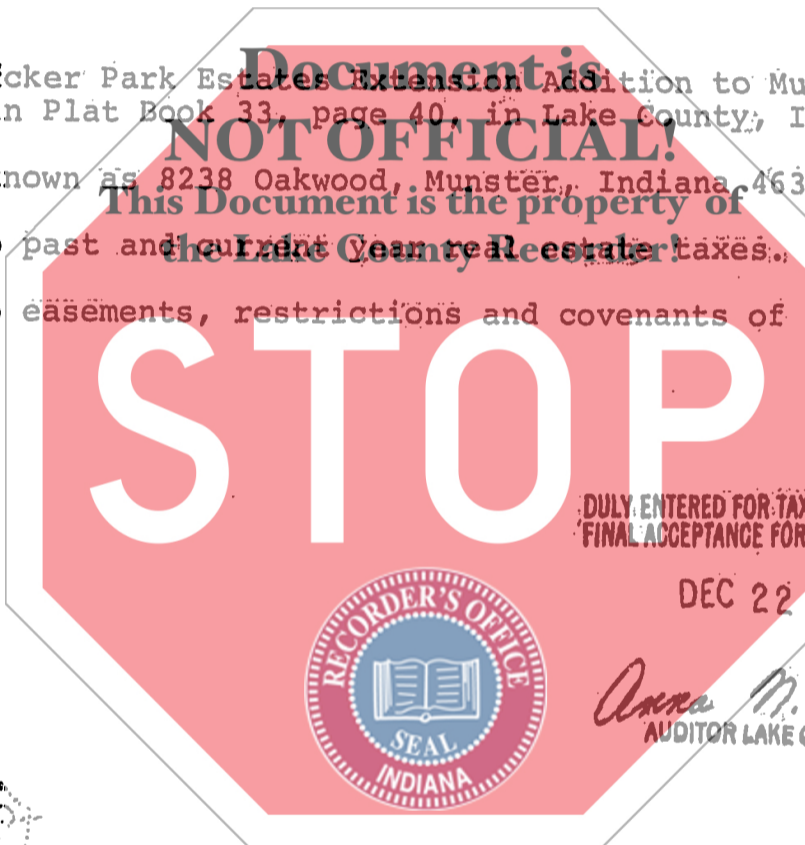 Document is
cker Park Estates Extension Addition to Mu
n Plat Book 33, page 40, in Lake County, I
NOT OFFICIAL!
nown as 8238 Oakwood, Munster, Indiana 463
This Document is the property of
past and current year real estate taxes.
the Lake County Recorder!
easements, restrictions and covenants of
STOP
DULY ENTERED FOR TAX
FINAL ACCEPTANCE FOR
DEC 22
Anna N.
AUDITOR LAKE
RECORDER'S OFFICE
SEAL
INDIANA